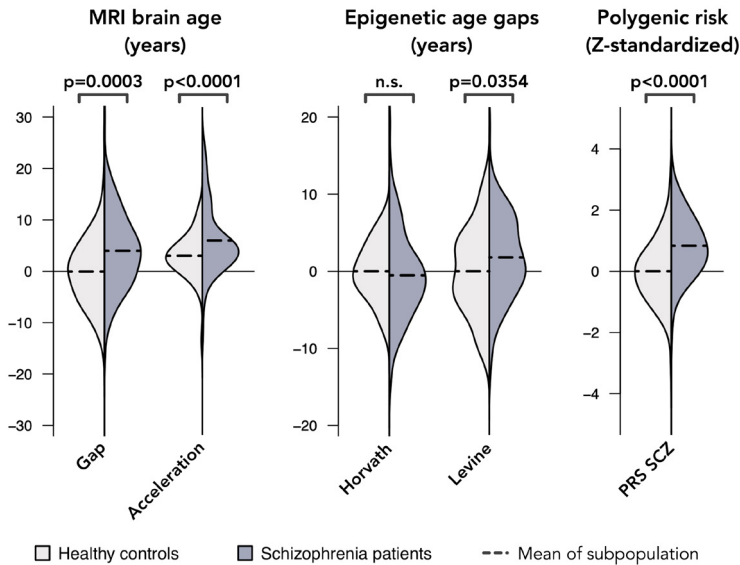 MRI brain age
(years)
Epigenetic age gaps
(years)
Polygenic risk
(Z-standardized)
p=0.0003
p<0.0001
n.s.
p=0.0354
p<0.0001
30
20
10
0
−10
−20
−30
20
10
0
−10
−20
4
2
0
−2
−4
Gap
Acceleration
Horvath
Levine
PRS SCZ
Healthy controls
Schizophrenia patients
Mean of subpopulation